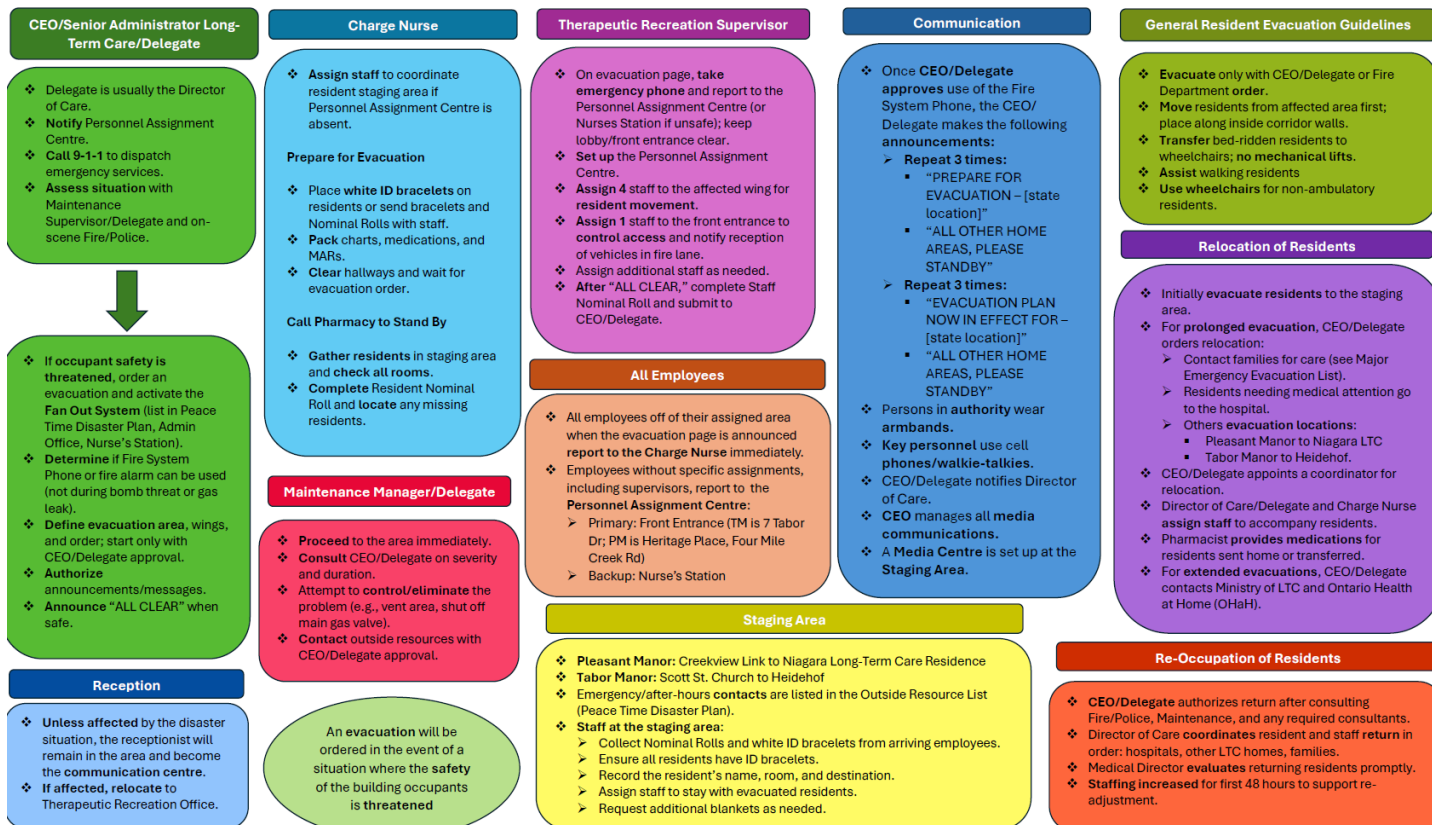 CEO/Senior Administrator Long-
Term Care/Delegate
Delegate is usually the Director
of Care.
Notify Personnel Assignment
Centre.
Call 9-1-1 to dispatch
emergency services.
Assess situation with
Maintenance
Supervisor/Delegate and on-
scene Fire/Police.
If occupant safety is
threatened, order an
evacuation and activate the
Fan Out System (list in Peace
Time Disaster Plan, Admin
Office, Nurse's Station).
Determine if Fire System
Phone or fire alarm can be used
(not during bomb threat or gas
leak).
Define evacuation area, wings,
and order; start only with
CEO/Delegate approval.
Authorize
announcements/messages.
Announce "ALL CLEAR" when
safe.
Reception
Unless affected by the disaster
situation, the receptionist will
remain in the area and become
the communication centre.
If affected, relocate to
Therapeutic Recreation Office.
Charge Nurse
Assign staff to coordinate
resident staging area if
Personnel Assignment Centre is
absent.
Prepare for Evacuation
Place white ID bracelets on
residents or send bracelets and
Nominal Rolls with staff.
Pack charts, medications, and
MARs.
Clear hallways and wait for
evacuation order.
Call Pharmacy to Stand By
Gather residents in staging area
and check all rooms.
Complete Resident Nominal
Roll and locate any missing
residents.
Maintenance Manager/Delegate
Proceed to the area immediately.
Consult CEO/Delegate on severity
and duration.
Attempt to control/eliminate the
problem (e.g., vent area, shut off
main gas valve).
Contact outside resources with
CEO/Delegate approval.
An evacuation will be
ordered in the event of a
situation where the safety
of the building occupants
is threatened
Therapeutic Recreation Supervisor
On evacuation page, take
emergency phone and report to the
Personnel Assignment Centre (or
Nurses Station if unsafe); keep
lobby/front entrance clear.
Set up the Personnel Assignment
Centre.
Assign 4 staff to the affected wing for
resident movement.
Assign 1 staff to the front entrance to
control access and notify reception
of vehicles in fire lane.
Assign additional staff as needed.
After "ALL CLEAR," complete Staff
Nominal Roll and submit to
CEO/Delegate.
All Employees
All employees off of their assigned area
when the evacuation page is announced
report to the Charge Nurse immediately.
Employees without specific assignments,
including supervisors, report to the
Personnel Assignment Centre:
Primary: Front Entrance (TM is 7 Tabor
Dr; PM is Heritage Place, Four Mile
Creek Rd)
Backup: Nurse's Station
Communication
Once CEO/Delegate
approves use of the Fire
System Phone, the CEO/
Delegate makes the following
announcements:
Repeat 3 times:
"PREPARE FOR
EVACUATION – [state
location]"
"ALL OTHER HOME
AREAS, PLEASE
STANDBY"
Repeat 3 times:
"EVACUATION PLAN
NOW IN EFFECT FOR –
[state location]"
"ALL OTHER HOME
AREAS, PLEASE
STANDBY"
Persons in authority wear
armbands.
Key personnel use cell
phones/walkie-talkies.
CEO/Delegate notifies Director
of Care.
CEO manages all media
communications.
A Media Centre is set up at the
Staging Area.
Staging Area
Pleasant Manor: Creekview Link to Niagara Long-Term Care Residence
Tabor Manor: Scott St. Church to Heidehof
Emergency/after-hours contacts are listed in the Outside Resource List
(Peace Time Disaster Plan).
Staff at the staging area:
Collect Nominal Rolls and white ID bracelets from arriving employees.
Ensure all residents have ID bracelets.
Record the resident's name, room, and destination.
Assign staff to stay with evacuated residents.
Request additional blankets as needed.
General Resident Evacuation Guidelines
Evacuate only with CEO/Delegate or Fire
Department order.
Move residents from affected area first;
place along inside corridor walls.
Transfer bed-ridden residents to
wheelchairs; no mechanical lifts.
Assist walking residents
Use wheelchairs for non-ambulatory
residents.
Relocation of Residents
Initially evacuate residents to the staging
area.
For prolonged evacuation, CEO/Delegate
orders relocation:
Contact families for care (see Major
Emergency Evacuation List).
Residents needing medical attention go
to the hospital.
Others evacuation locations:
Pleasant Manor to Niagara LTC
Tabor Manor to Heidehof.
CEO/Delegate appoints a coordinator for
relocation.
Director of Care/Delegate and Charge Nurse
assign staff to accompany residents.
Pharmacist provides medications for
residents sent home or transferred.
For extended evacuations, CEO/Delegate
contacts Ministry of LTC and Ontario Health
at Home (OHaH).
Re-Occupation of Residents
CEO/Delegate authorizes return after consulting
Fire/Police, Maintenance, and any required consultants.
Director of Care coordinates resident and staff return in
order: hospitals, other LTC homes, families.
Medical Director evaluates returning residents promptly.
Staffing increased for first 48 hours to support re-
adjustment.